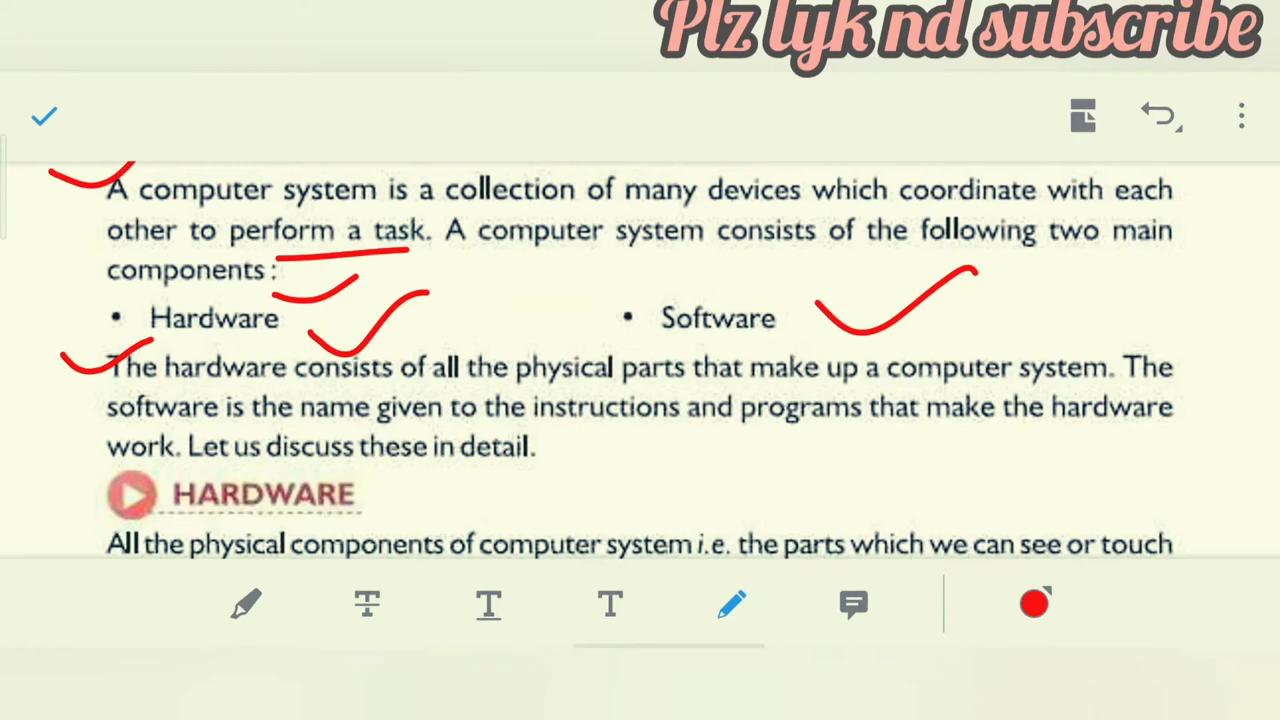 Plz lyk nd subscribe
A computer system is a collection of many devices which coordinate with each
other to perform a task. A computer system consists of the following two main
components :
• Hardware • Software
The hardware consists of all the physical parts that make up a computer system. The
software is the name given to the instructions and programs that make the hardware
work. Let us discuss these in detail.
HARDWARE
All the physical components of computer system i.e. the parts which we can see or touch